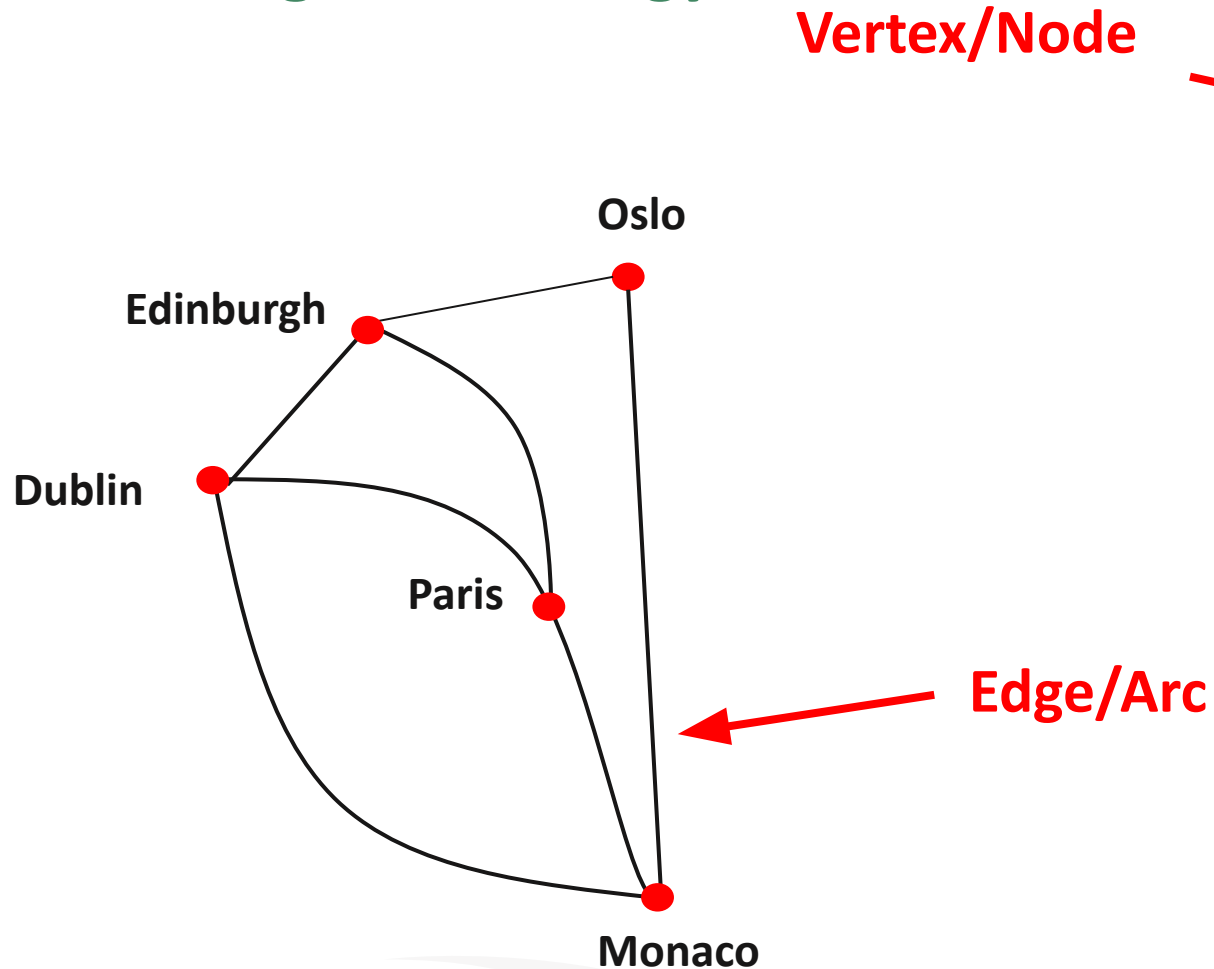 Vertex/Node
Oslo
Edinburgh
Dublin
Paris
Edge/Arc
Monaco